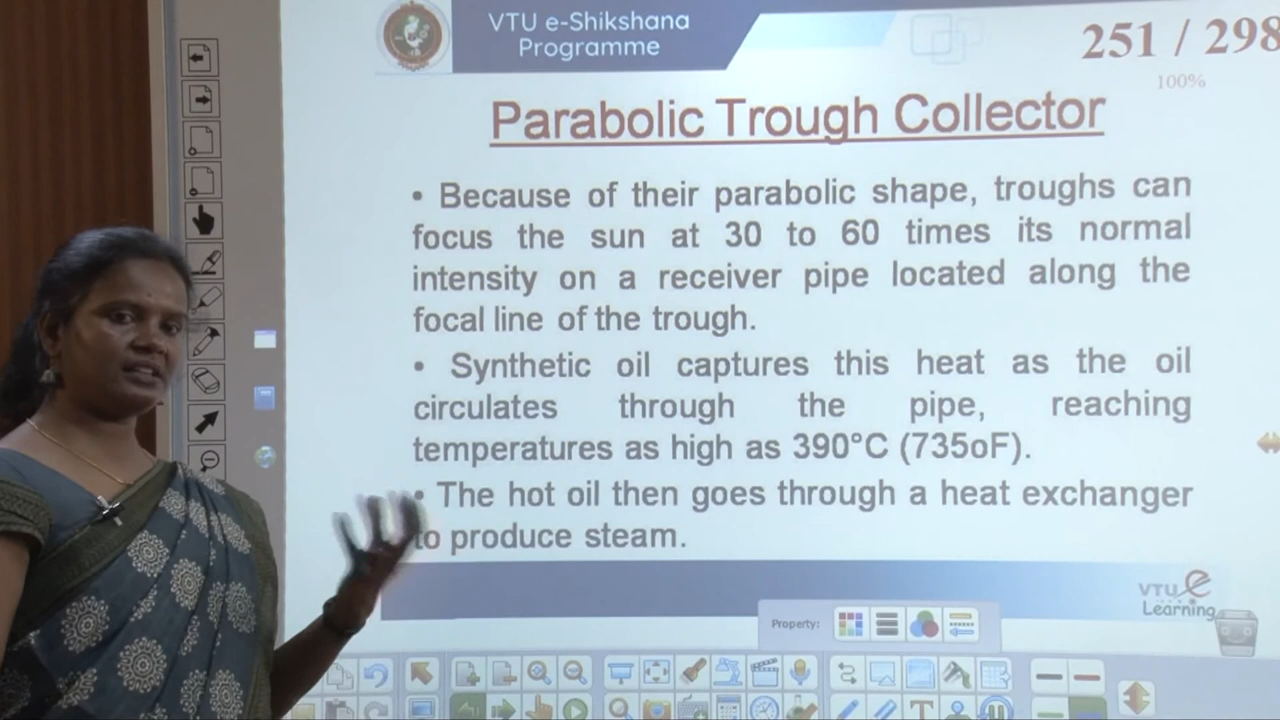 VTU e-Shikshana
Programme
251 / 298
100%
Parabolic Trough Collector
• Because of their parabolic shape, troughs can
focus the sun at 30 to 60 times its normal
intensity on a receiver pipe located along the
focal line of the trough.
• Synthetic oil captures this heat as the oil
circulates through the pipe, reaching
temperatures as high as 390°C (735oF).
• The hot oil then goes through a heat exchanger
to produce steam.
VTU e
Learning
Property: